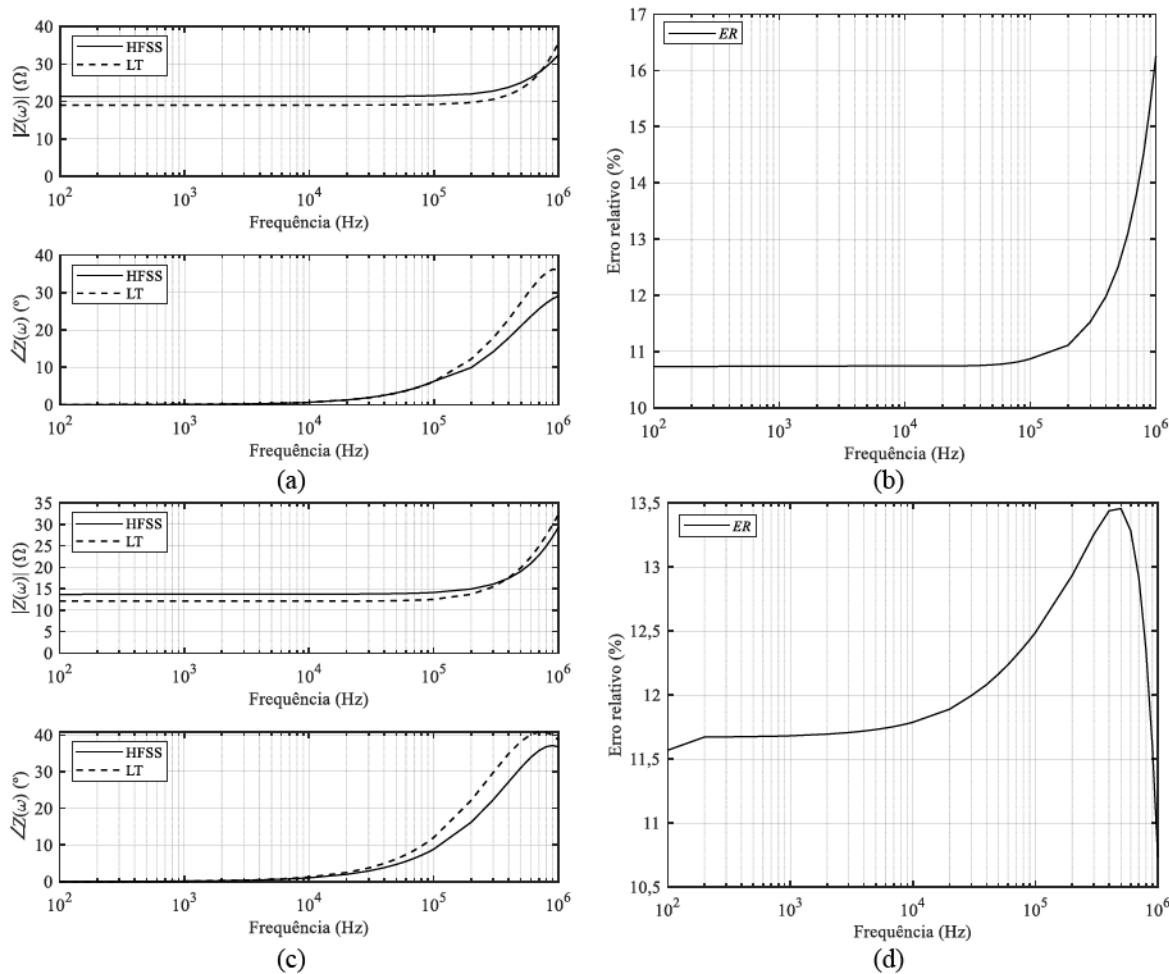 40
30
20
10
0
|Z(ω)| (Ω)
HFSS
LT
10² 10³ 10⁴ 10⁵ 10⁶
Frequência (Hz)
40
30
20
10
0
∠Z(ω) (º)
HFSS
LT
10² 10³ 10⁴ 10⁵ 10⁶
Frequência (Hz)
(a)
17
16
15
14
13
12
11
10
Erro relativo (%)
ER
10² 10³ 10⁴ 10⁵ 10⁶
Frequência (Hz)
(b)
35
30
25
20
15
10
5
0
|Z(ω)| (Ω)
HFSS
LT
10² 10³ 10⁴ 10⁵ 10⁶
Frequência (Hz)
40
30
20
10
0
∠Z(ω) (º)
HFSS
LT
10² 10³ 10⁴ 10⁵ 10⁶
Frequência (Hz)
(c)
13,5
13
12,5
12
11,5
11
10,5
Erro relativo (%)
ER
10² 10³ 10⁴ 10⁵ 10⁶
Frequência (Hz)
(d)